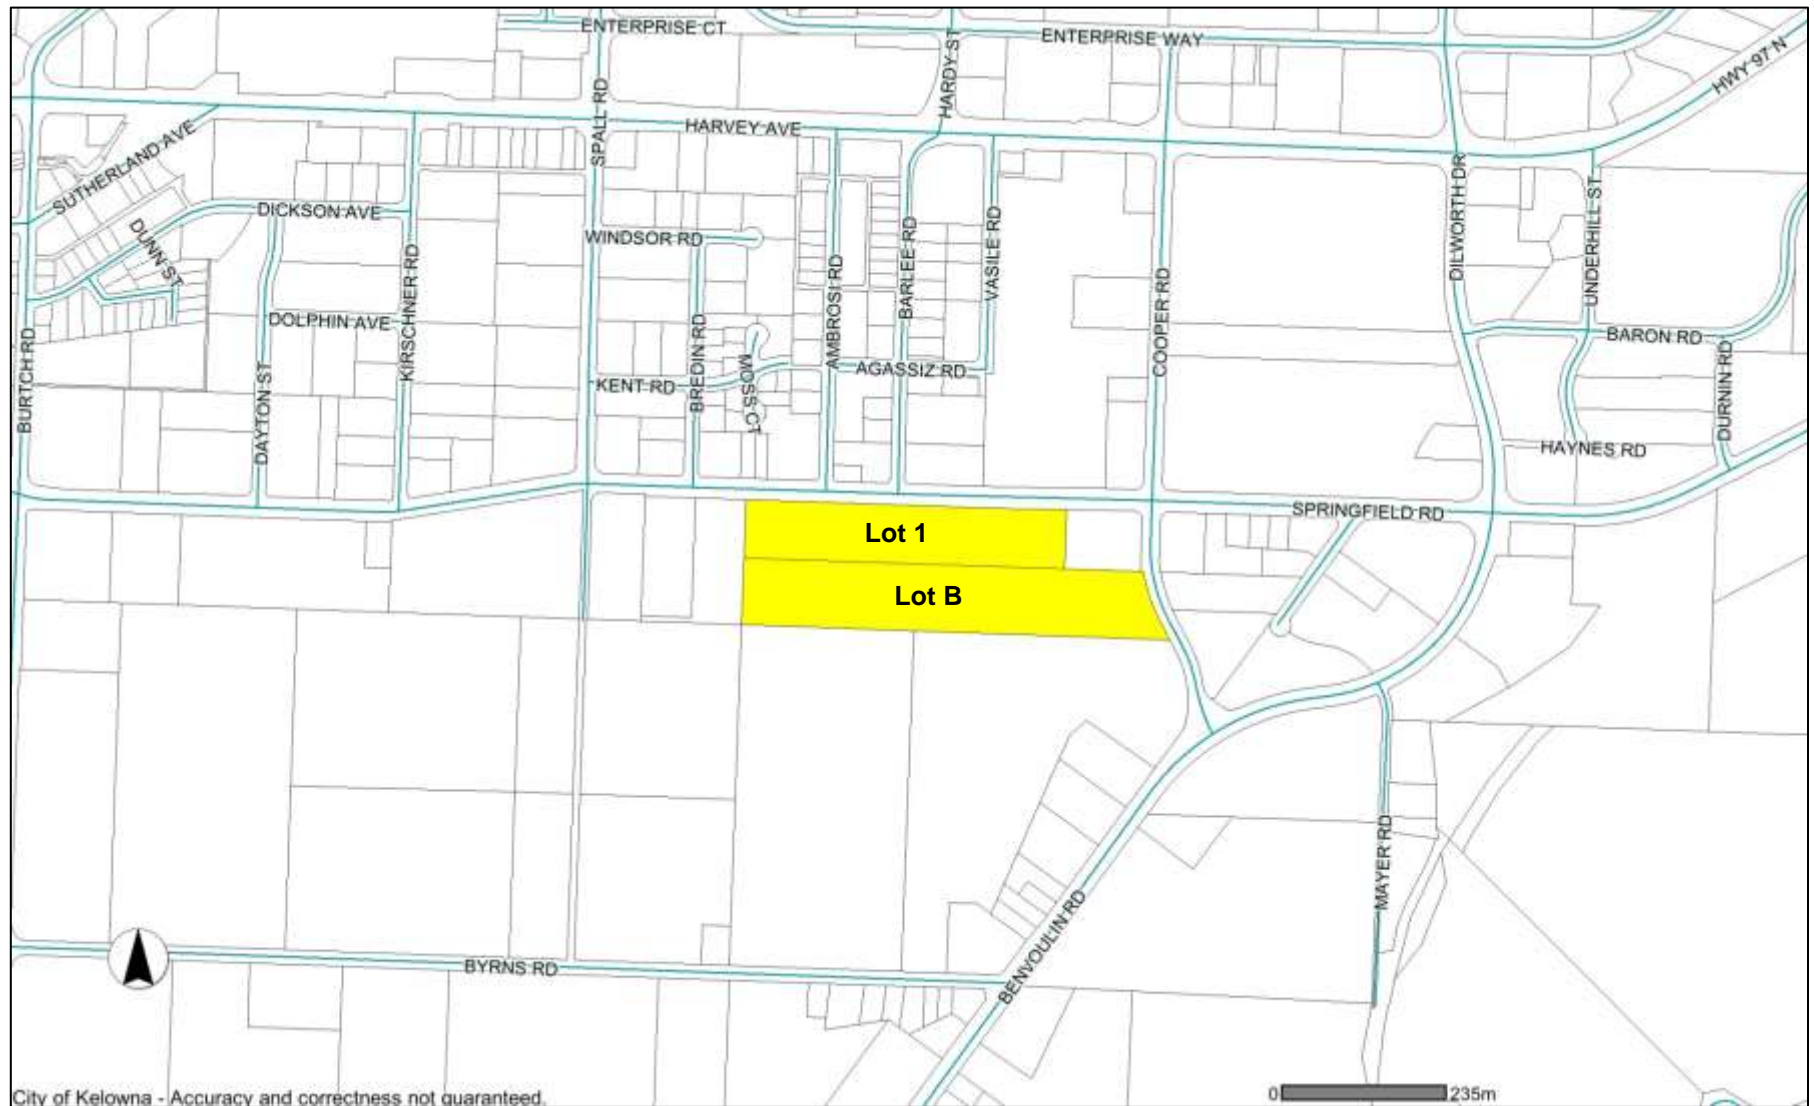 ENTERPRISE CT
ENTERPRISE WAY
HARDY ST
HWY 97 N
SPALL RD
HARVEY AVE
SUTHERLAND AVE
DICKSON AVE
DUNN ST
WINDSOR RD
BARLEE RD
VASILE RD
DILWORTH DR
UNDERHILL ST
KIRSCHNER RD
AMBROSI RD
COOPER RD
DOLPHIN AVE
BREDIN RD
BARON RD
BURTCH RD
DAYTON ST
KENT RD
MOSS CT
AGASSIZ RD
DURNIN RD
HAYNES RD
SPRINGFIELD RD
Lot 1
Lot B
MAYER RD
BENVOULIN RD
BYRNS RD
City of Kelowna - Accuracy and correctness not guaranteed.
0 235m